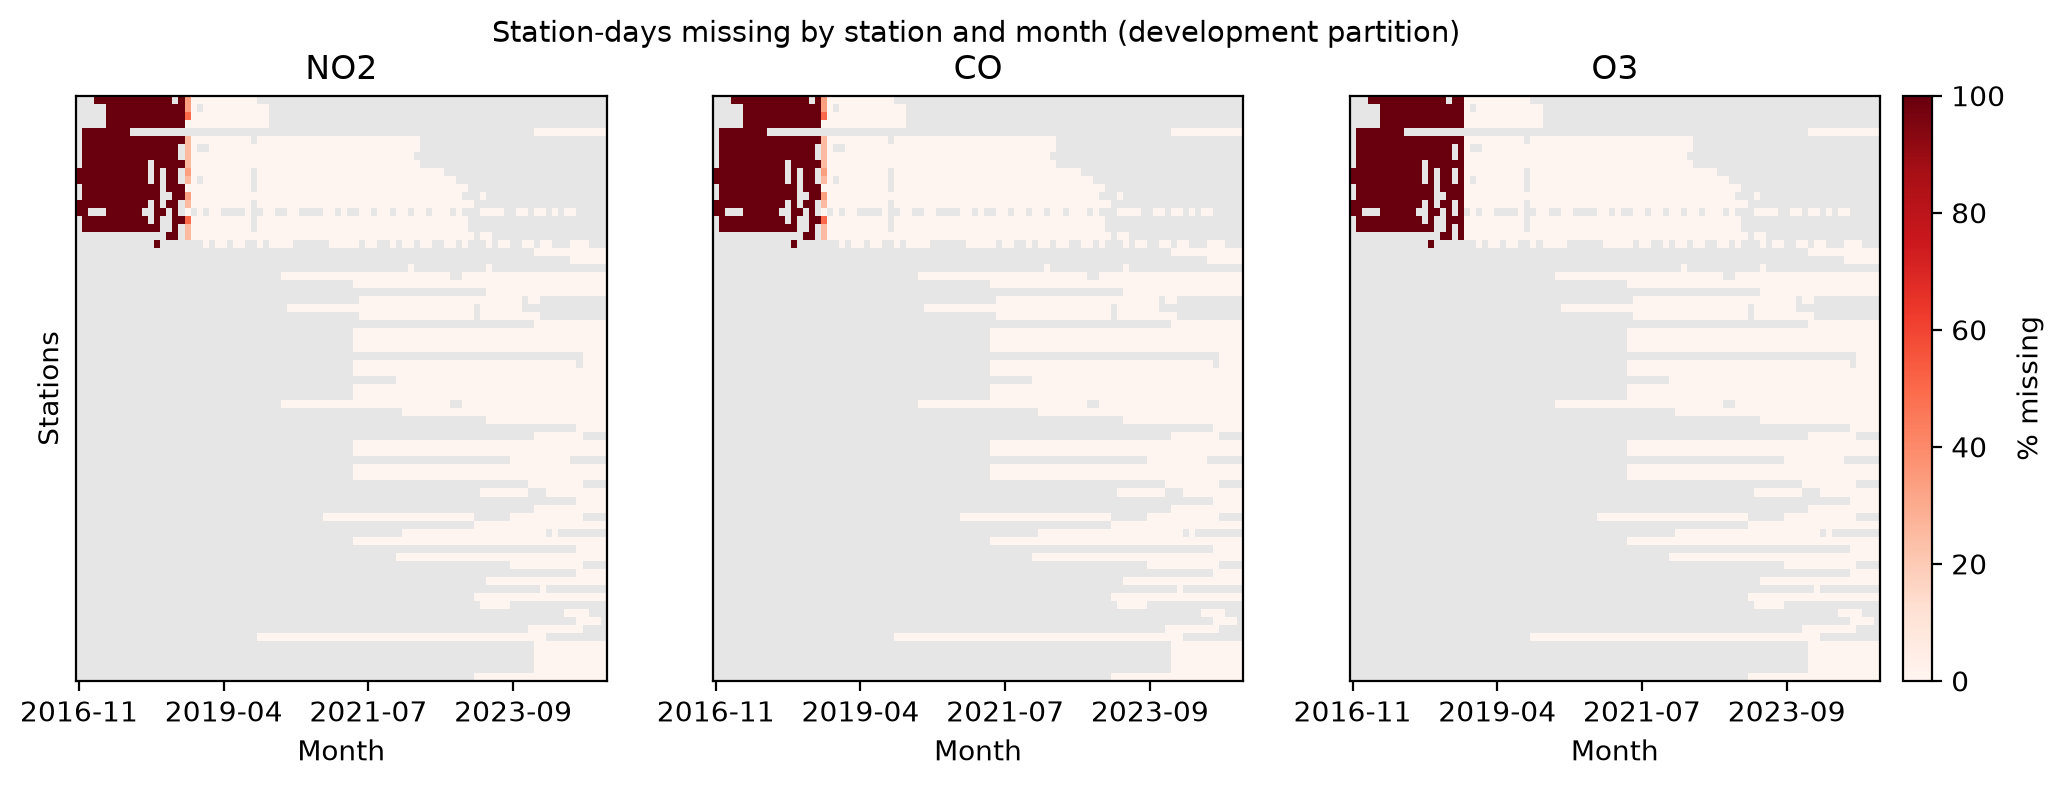 Station-days missing by station and month (development partition)
NO2
CO
O3
Stations
2016-11 2019-04 2021-07 2023-09
Month
2016-11 2019-04 2021-07 2023-09
Month
2016-11 2019-04 2021-07 2023-09
Month
100
80
60
40
20
0
% missing